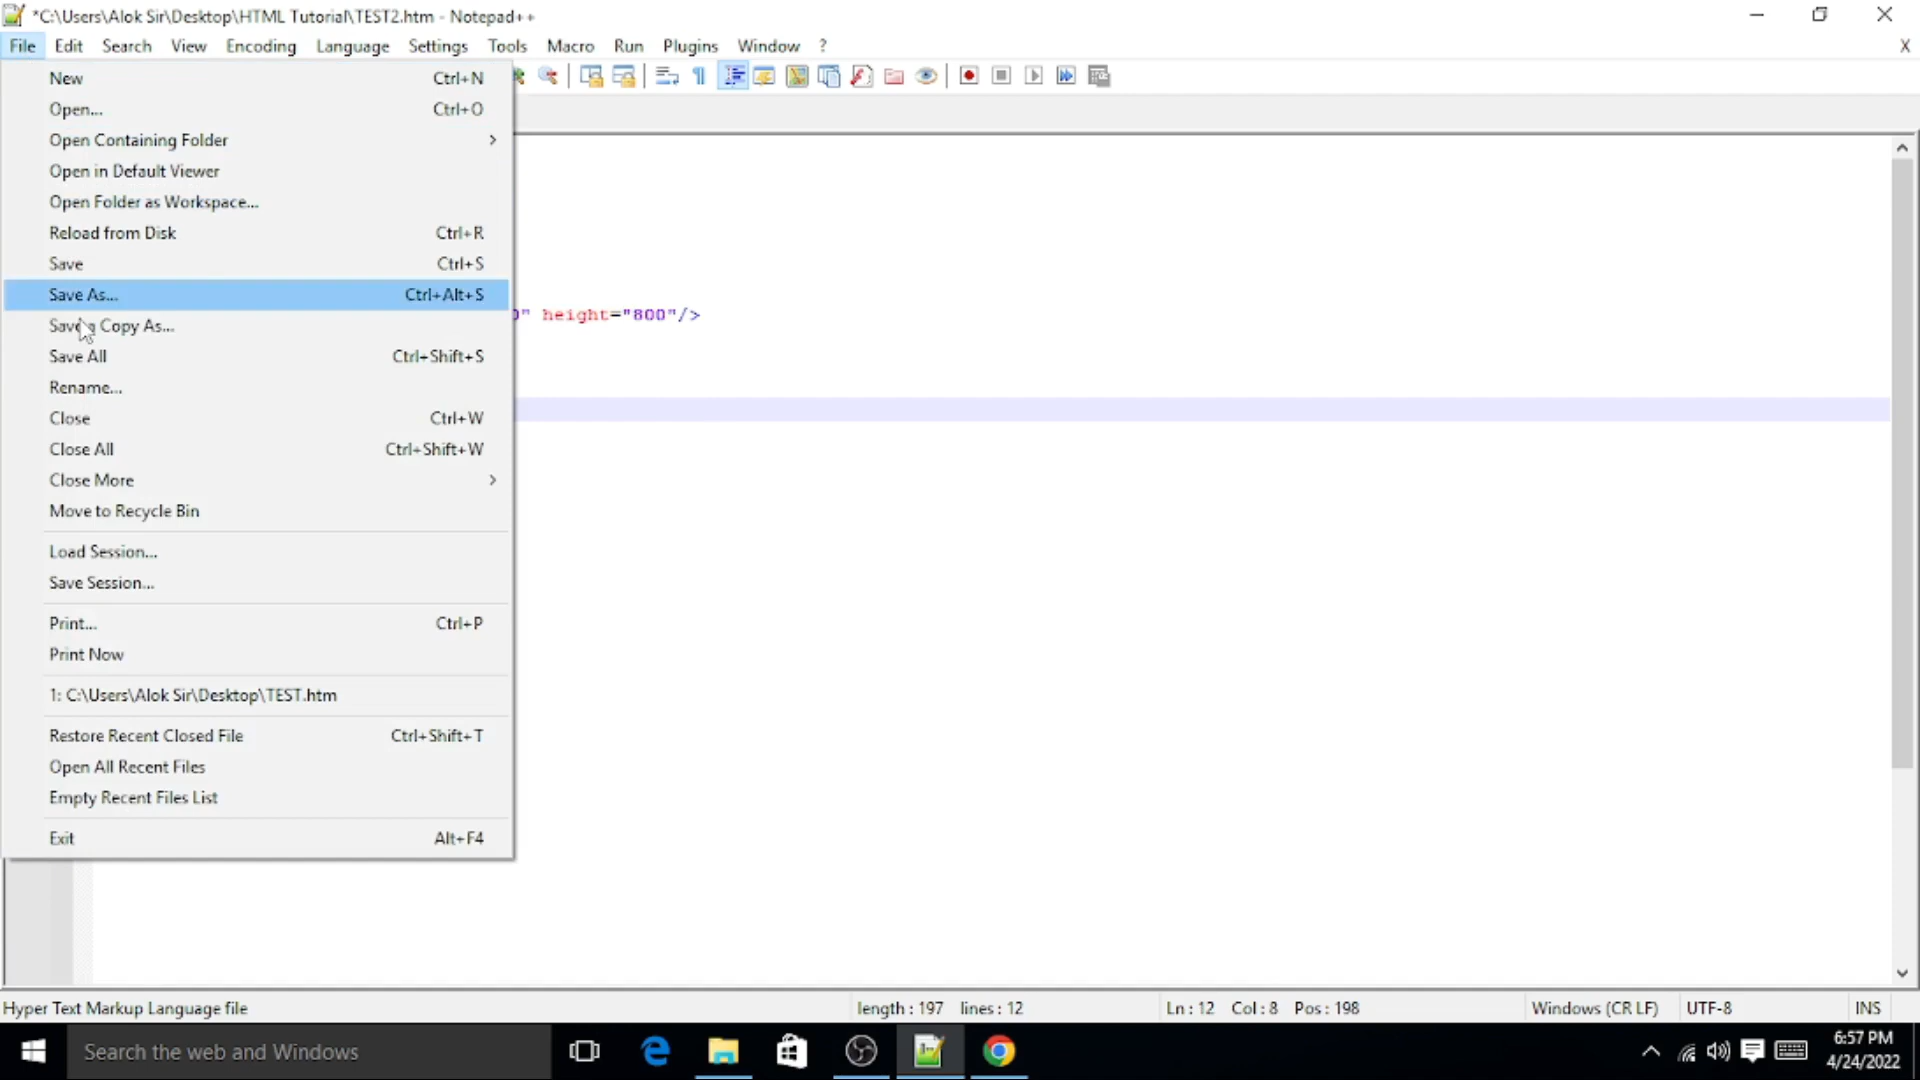 *C:\Users\Alok Sir\Desktop\HTML Tutorial\TEST2.htm - Notepad++
File Edit Search View Encoding Language Settings Tools Macro Run Plugins Window ? X
New Ctrl+N
Open... Ctrl+O
Open Containing Folder
Open in Default Viewer
Open Folder as Workspace...
Reload from Disk Ctrl+R
Save Ctrl+S
Save As... Ctrl+Alt+S
0" height="800"/>
Save a Copy As...
Save All Ctrl+Shift+S
Rename...
Close Ctrl+W
Close All Ctrl+Shift+W
Close More
Move to Recycle Bin
Load Session...
Save Session...
Print... Ctrl+P
Print Now
1: C:\Users\Alok Sir\Desktop\TEST.htm
Restore Recent Closed File Ctrl+Shift+T
Open All Recent Files
Empty Recent Files List
Exit Alt+F4
Hyper Text Markup Language file length : 197 lines : 12 Ln : 12 Col : 8 Pos : 198 Windows (CR LF) UTF-8 INS
Search the web and Windows
6:57 PM
4/24/2022